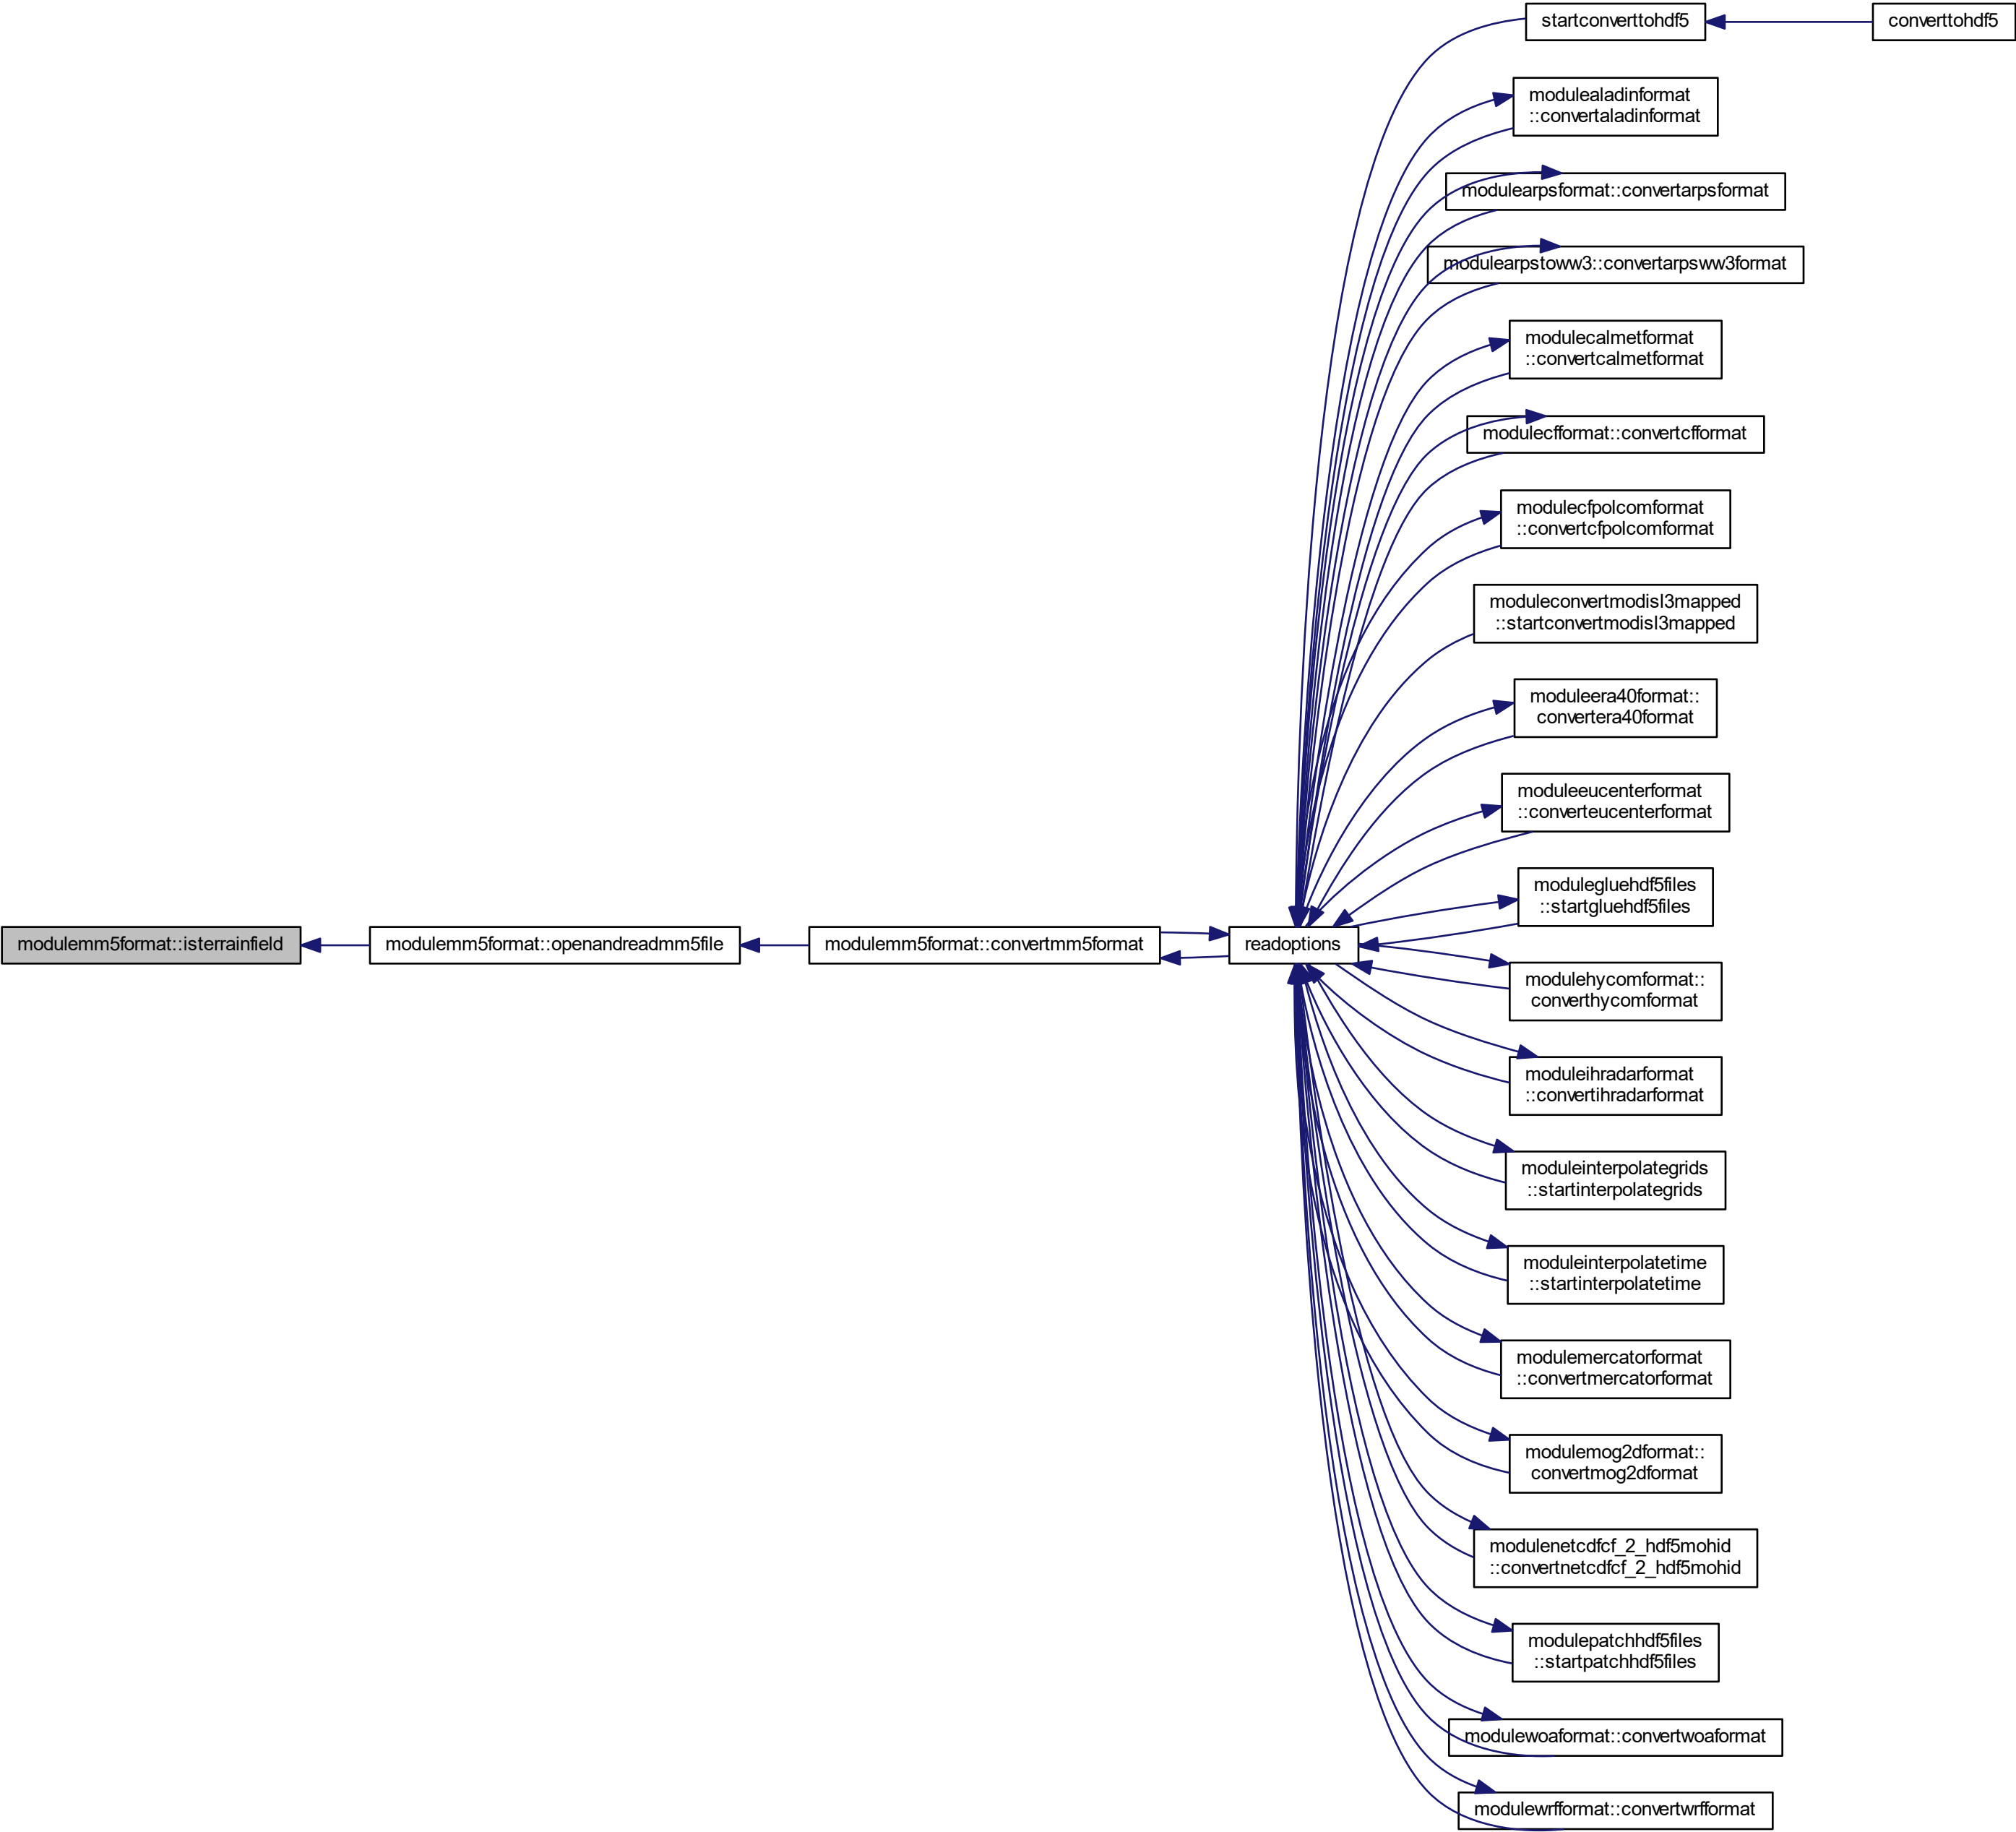 startconverttohdf5
converttohdf5
modulealadinformat
::convertaladinformat
modulearpsformat::convertarpsformat
modulearpstoww3::convertarpsww3format
modulecalmetformat
::convertcalmetformat
modulecfformat::convertcfformat
modulecfpolcomformat
::convertcfpolcomformat
moduleconvertmodisl3mapped
::startconvertmodisl3mapped
moduleera40format::
convertera40format
moduleeucenterformat
::converteucenterformat
modulegluehdf5files
::startgluehdf5files
modulemm5format::isterrainfield
modulemm5format::openandreadmm5file
modulemm5format::convertmm5format
readoptions
modulehycomformat::
converthycomformat
moduleihradarformat
::convertihradarformat
moduleinterpolategrids
::startinterpolategrids
moduleinterpolatetime
::startinterpolatetime
modulemercatorformat
::convertmercatorformat
modulemog2dformat::
convertmog2dformat
modulenetcdfcf_2_hdf5mohid
::convertnetcdfcf_2_hdf5mohid
modulepatchhdf5files
::startpatchhdf5files
modulewoaformat::convertwoaformat
modulewrfformat::convertwrfformat